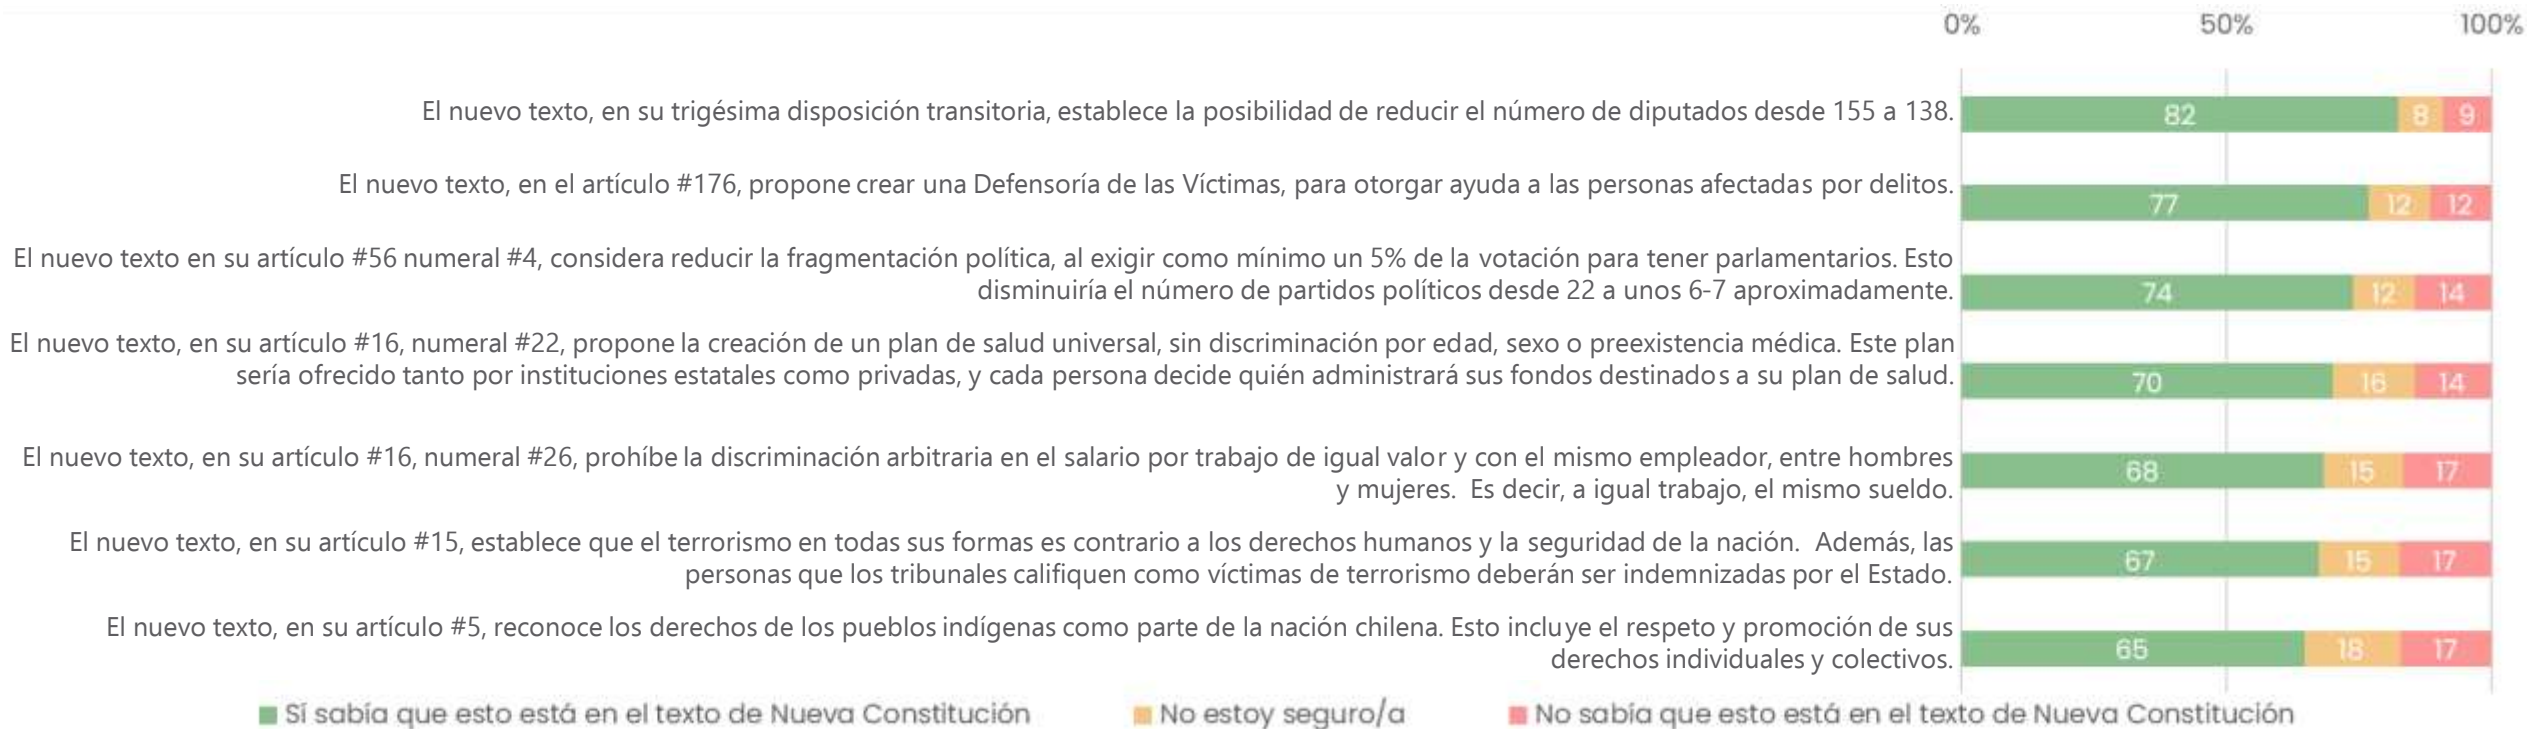 0% 50% 100%
El nuevo texto, en su trigésima disposición transitoria, establece la posibilidad de reducir el número de diputados desde 155 a 138.
82 8 9
El nuevo texto, en el artículo #176, propone crear una Defensoría de las Víctimas, para otorgar ayuda a las personas afectadas por delitos.
77 12 12
El nuevo texto en su artículo #56 numeral #4, considera reducir la fragmentación política, al exigir como mínimo un 5% de la votación para tener parlamentarios. Esto
disminuiría el número de partidos políticos desde 22 a unos 6-7 aproximadamente.
74 12 14
El nuevo texto, en su artículo #16, numeral #22, propone la creación de un plan de salud universal, sin discriminación por edad, sexo o preexistencia médica. Este plan
sería ofrecido tanto por instituciones estatales como privadas, y cada persona decide quién administrará sus fondos destinados a su plan de salud.
70 16 14
El nuevo texto, en su artículo #16, numeral #26, prohíbe la discriminación arbitraria en el salario por trabajo de igual valor y con el mismo empleador, entre hombres
y mujeres. Es decir, a igual trabajo, el mismo sueldo.
68 15 17
El nuevo texto, en su artículo #15, establece que el terrorismo en todas sus formas es contrario a los derechos humanos y la seguridad de la nación. Además, las
personas que los tribunales califiquen como víctimas de terrorismo deberán ser indemnizadas por el Estado.
67 15 17
El nuevo texto, en su artículo #5, reconoce los derechos de los pueblos indígenas como parte de la nación chilena. Esto incluye el respeto y promoción de sus
derechos individuales y colectivos.
65 18 17
Sí sabía que esto está en el texto de Nueva Constitución No estoy seguro/a No sabía que esto está en el texto de Nueva Constitución